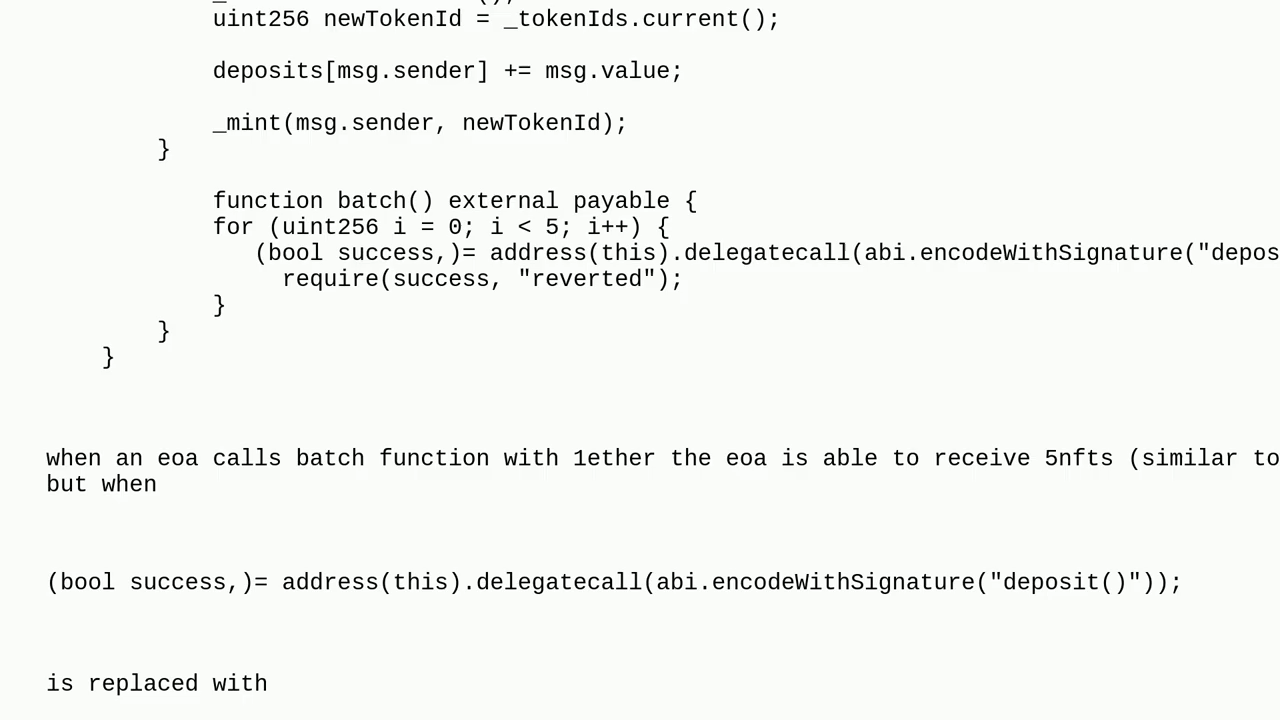 uint256 newTokenId = _tokenIds.current();
deposits[msg.sender] += msg.value;
_mint(msg.sender, newTokenId);
}
function batch() external payable {
for (uint256 i = 0; i < 5; i++) {
(bool success,)= address(this).delegatecall(abi.encodeWithSignature("depos
require(success, "reverted");
}
}
}
when an eoa calls batch function with 1ether the eoa is able to receive 5nfts (similar to
but when
(bool success,)= address(this).delegatecall(abi.encodeWithSignature("deposit()"));
is replaced with